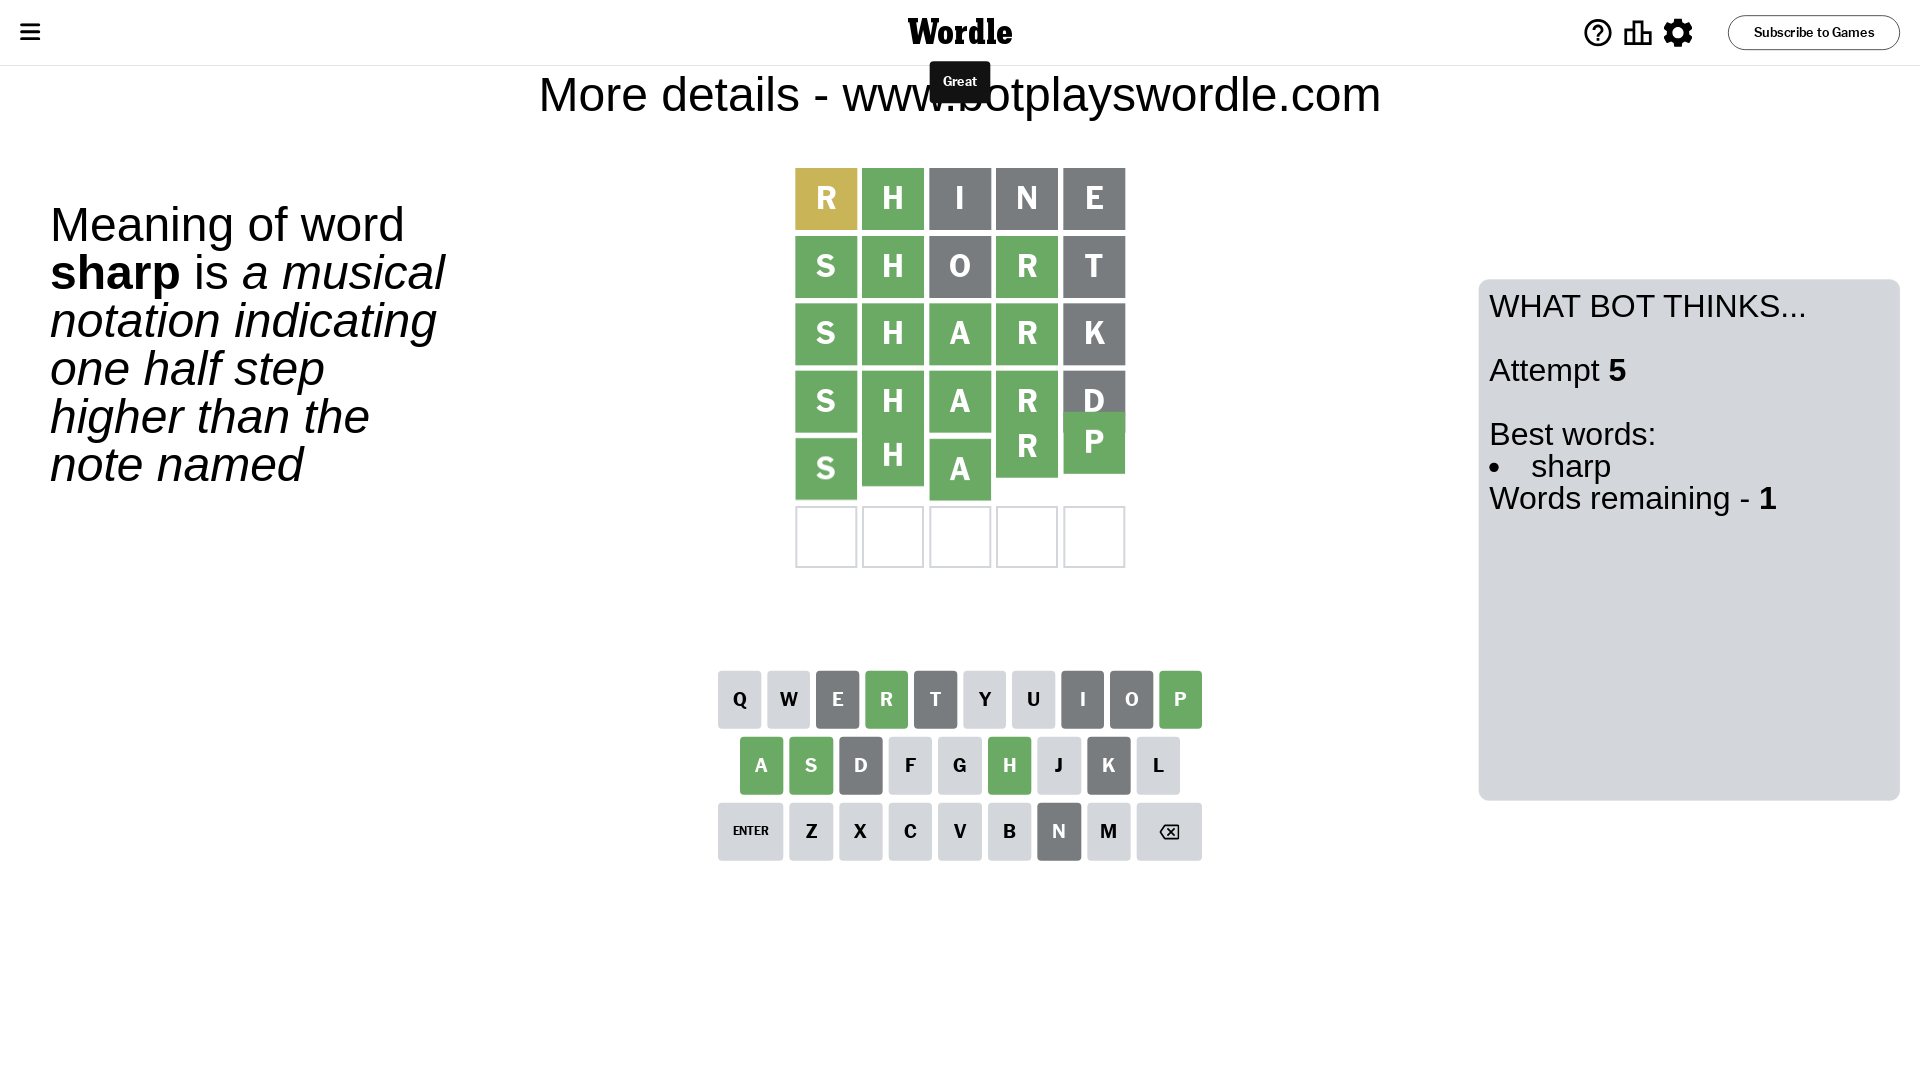 Wordle
Subscribe to Games
Great
More details - www.botplayswordle.com
Meaning of word
sharp is a musical
notation indicating
one half step
higher than the
note named
R H I N E
S H O R T
S H A R K
S H A R D
S H A R P
WHAT BOT THINKS...
Attempt 5
Best words:
• sharp
Words remaining - 1
Q W E R T Y U I O P
A S D F G H J K L
ENTER Z X C V B N M